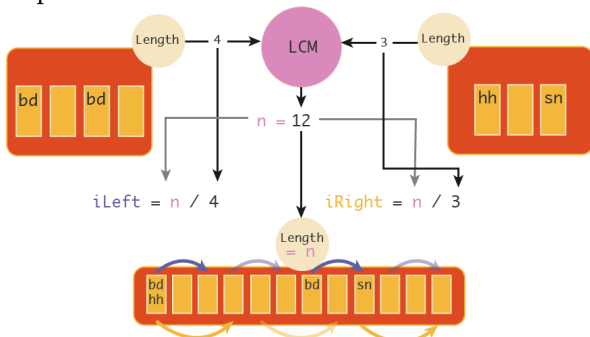 Length
4
LCM
3
Length
bd
bd
hh
sn
n = 12
iLeft = n / 4
iRight = n / 3
Length
= n
bd
hh
bd
sn